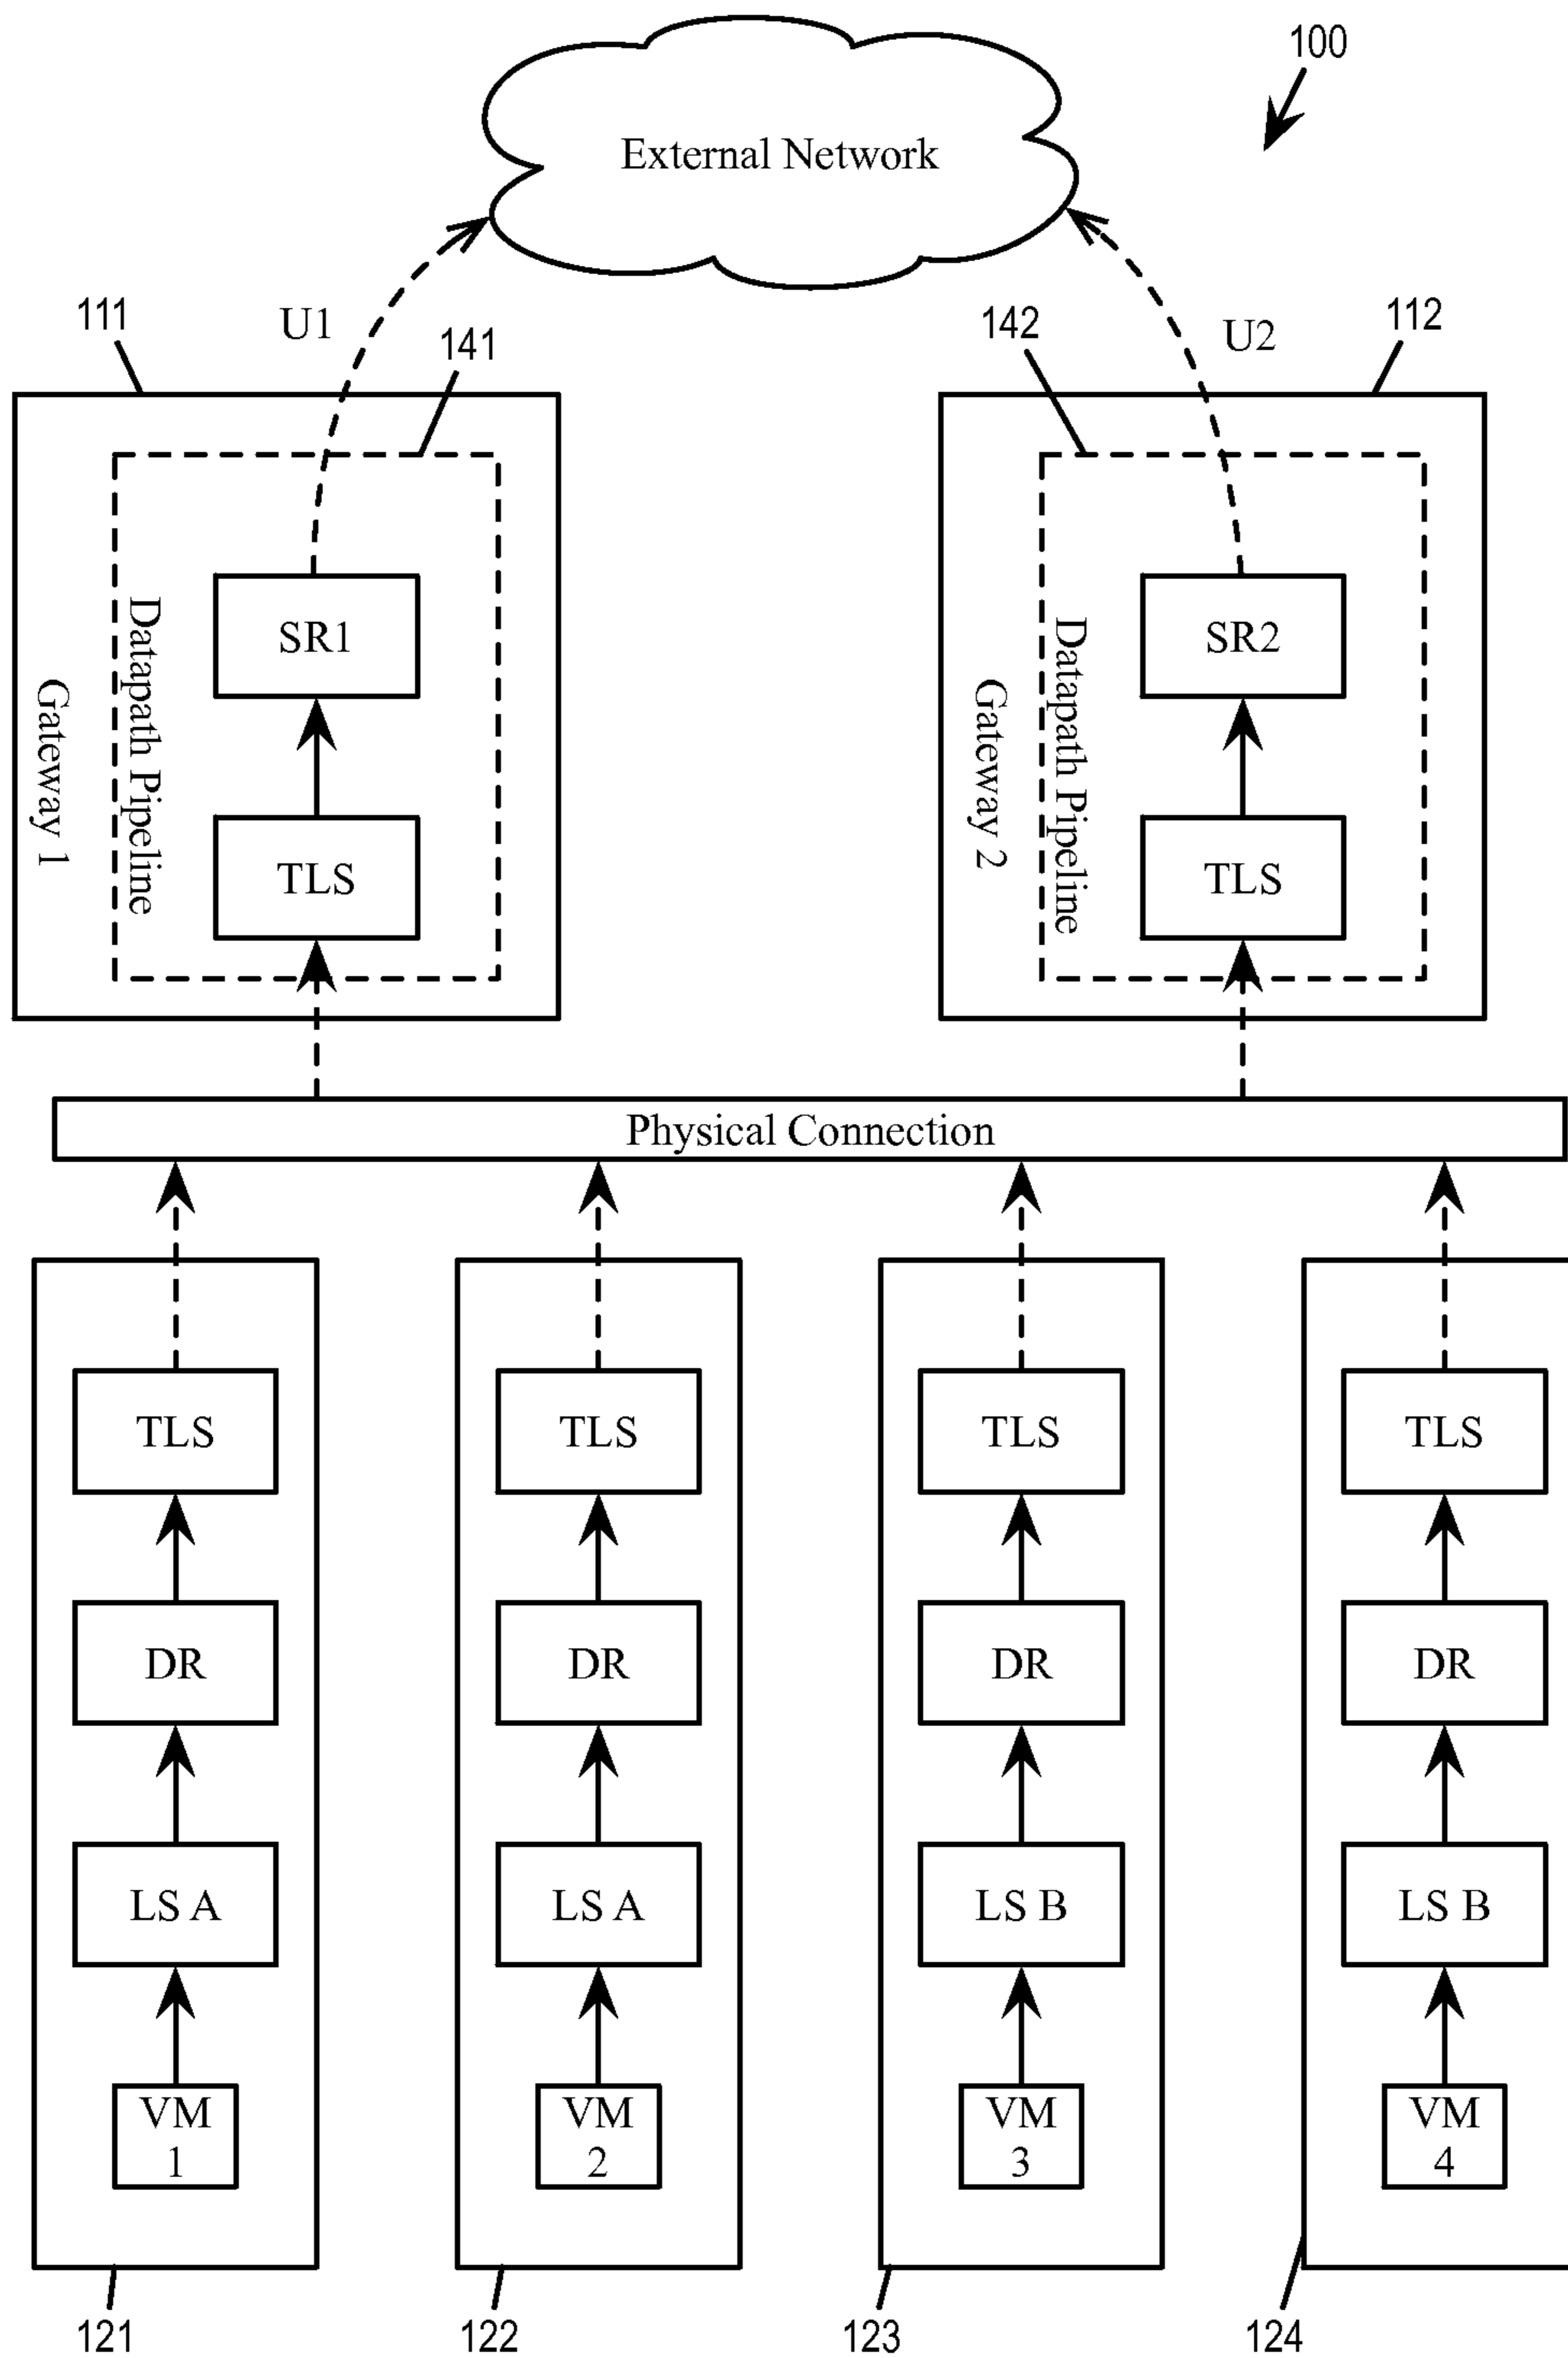 100
External Network
111
U1
141
142
U2
112
SR1
SR2
Datapath Pipeline
Gateway 1
Datapath Pipeline
Gateway 2
TLS
TLS
Physical Connection
TLS
TLS
TLS
TLS
DR
DR
DR
DR
LS A
LS A
LS B
LS B
VM
1
VM
2
VM
3
VM
4
121
122
123
124